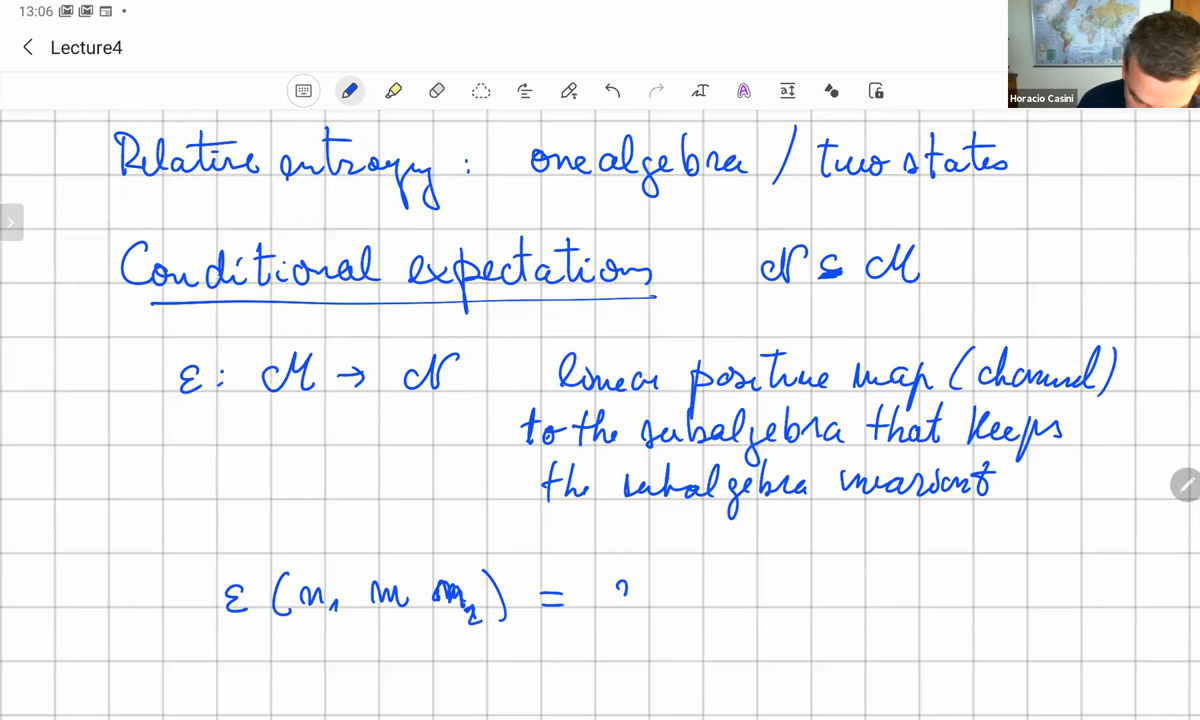 13:06
Lecture4
Horacio Casini
Relative entropy : one algebra / two states
Conditional expectations N ⊂ M
ε : M → N linear positive map (channel)
to the subalgebra that keeps
the subalgebra invariant
ε (n₁ m n₂) =